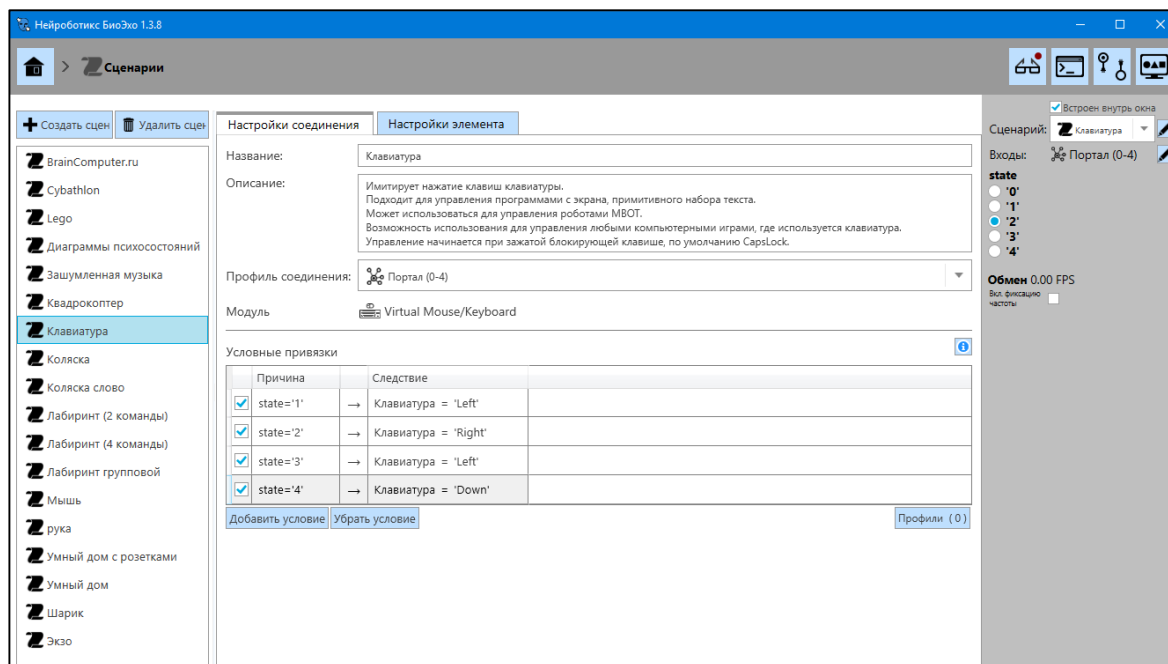 Нейроботикс БиоЭхо 1.3.8
> Сценарии
Создать сцен Удалить сцен
BrainComputer.ru
Cybathlon
Lego
Диаграммы психосостояний
Зашумленная музыка
Квадрокоптер
Клавиатура
Коляска
Коляска слово
Лабиринт (2 команды)
Лабиринт (4 команды)
Лабиринт групповой
Мышь
рука
Умный дом с розетками
Умный дом
Шарик
Экзо
Настройки соединения Настройки элемента
Название: Клавиатура
Описание: Имитирует нажатие клавиш клавиатуры.
Подходит для управления программами с экрана, примитивного набора текста.
Может использоваться для управления роботами MBOT.
Возможность использования для управления любыми компьютерными играми, где используется клавиатура.
Управление начинается при зажатой блокирующей клавише, по умолчанию CapsLock.
Профиль соединения: Портал (0-4)
Модуль Virtual Mouse/Keyboard
Условные привязки
Причина Следствие
state='1' → Клавиатура = 'Left'
state='2' → Клавиатура = 'Right'
state='3' → Клавиатура = 'Left'
state='4' → Клавиатура = 'Down'
Добавить условие Убрать условие Профили (0)
Встроен внутрь окна
Сценарий: Клавиатура
Входы: Портал (0-4)
state
'0'
'1'
'2'
'3'
'4'
Обмен 0.00 FPS
Вкл. фиксацию
частоты